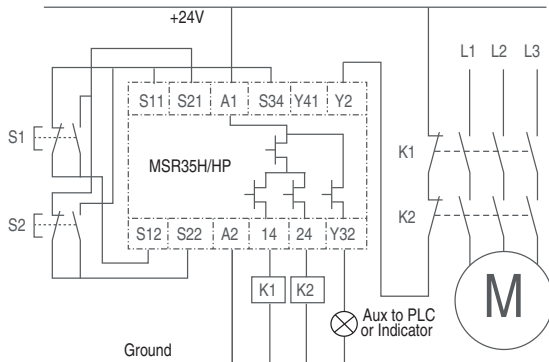 +24V
L1 L2 L3
S11 S21 A1 S34 Y41 Y2
S1
MSR35H/HP
K1
S2
K2
S12 S22 A2 14 24 Y32
K1 K2
M
Aux to PLC
or Indicator
Ground